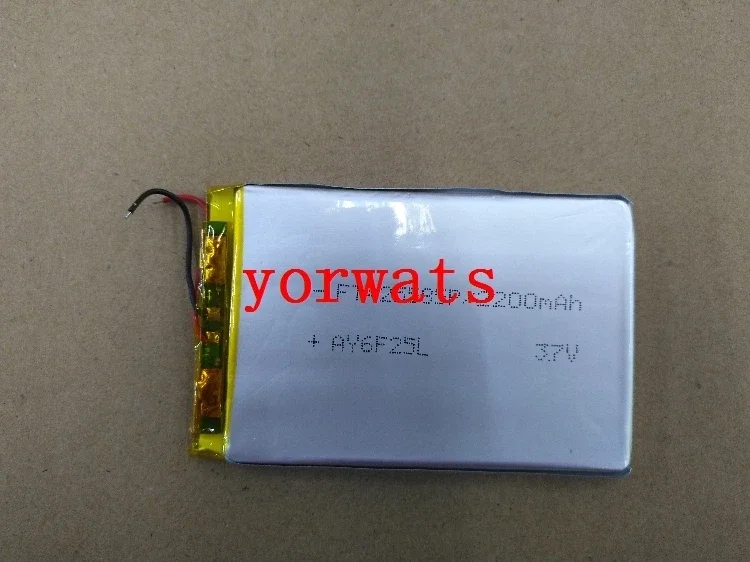 yorwats
- 2200mAh
+ AY6F25L 3.7V